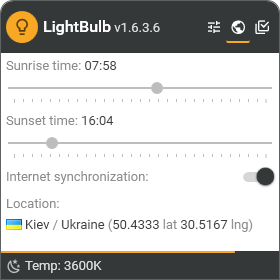 LightBulb v1.6.3.6
Sunrise time: 07:58
Sunset time: 16:04
Internet synchronization:
Location:
Kiev / Ukraine (50.4333 lat 30.5167 lng)
Temp: 3600K